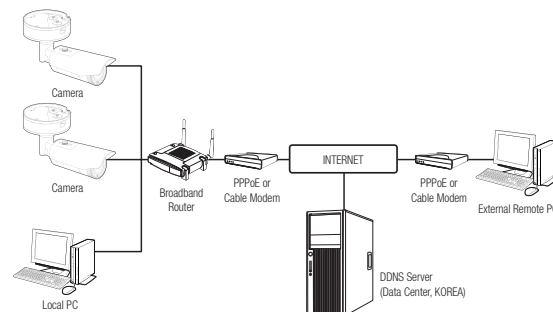 Camera
Camera
Local PC
Broadband
Router
PPPoE or
Cable Modem
INTERNET
DDNS Server
(Data Center, KOREA)
PPPoE or
Cable Modem
External Remote PC